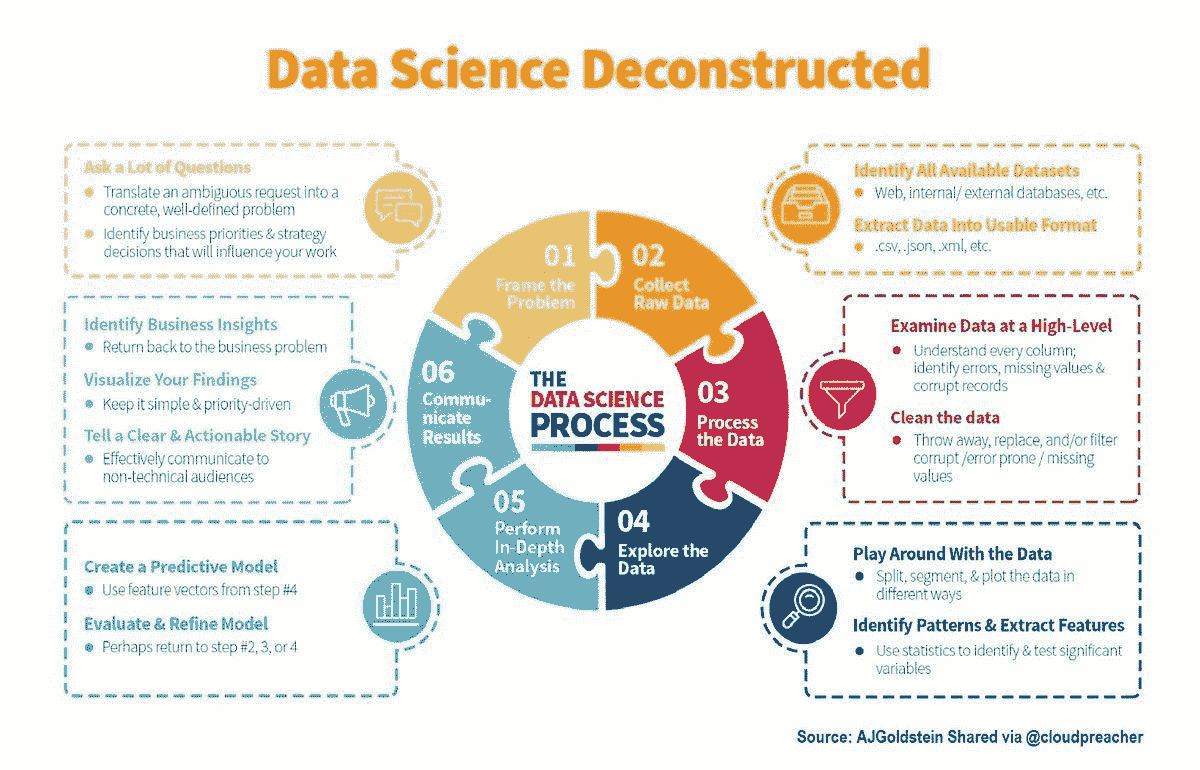 Data Science Deconstructed
Ask a Lot of Questions
Translate an ambiguous request into a
concrete, well-defined problem
Identify business priorities & strategy
decisions that will influence your work
Identify All Available Datasets
Web, internal/ external databases, etc.
Extract Data Into Usable Format
.csv, .json, .xml, etc.
01
Frame the
Problem
02
Collect
Raw Data
Identify Business Insights
Return back to the business problem
Visualize Your Findings
Keep it simple & priority-driven
Tell a Clear & Actionable Story
Effectively communicate to
non-technical audiences
06
Commu-
nicate
Results
THE
DATA SCIENCE
PROCESS
03
Process
the Data
Examine Data at a High-Level
Understand every column;
identify errors, missing values &
corrupt records
Clean the data
Throw away, replace, and/or filter
corrupt /error prone / missing
values
05
Perform
In-Depth
Analysis
04
Explore the
Data
Create a Predictive Model
Use feature vectors from step #4
Evaluate & Refine Model
Perhaps return to step #2, 3, or 4
Play Around With the Data
Split, segment, & plot the data in
different ways
Identify Patterns & Extract Features
Use statistics to identify & test significant
variables
Source: AJGoldstein Shared via @cloudpreacher